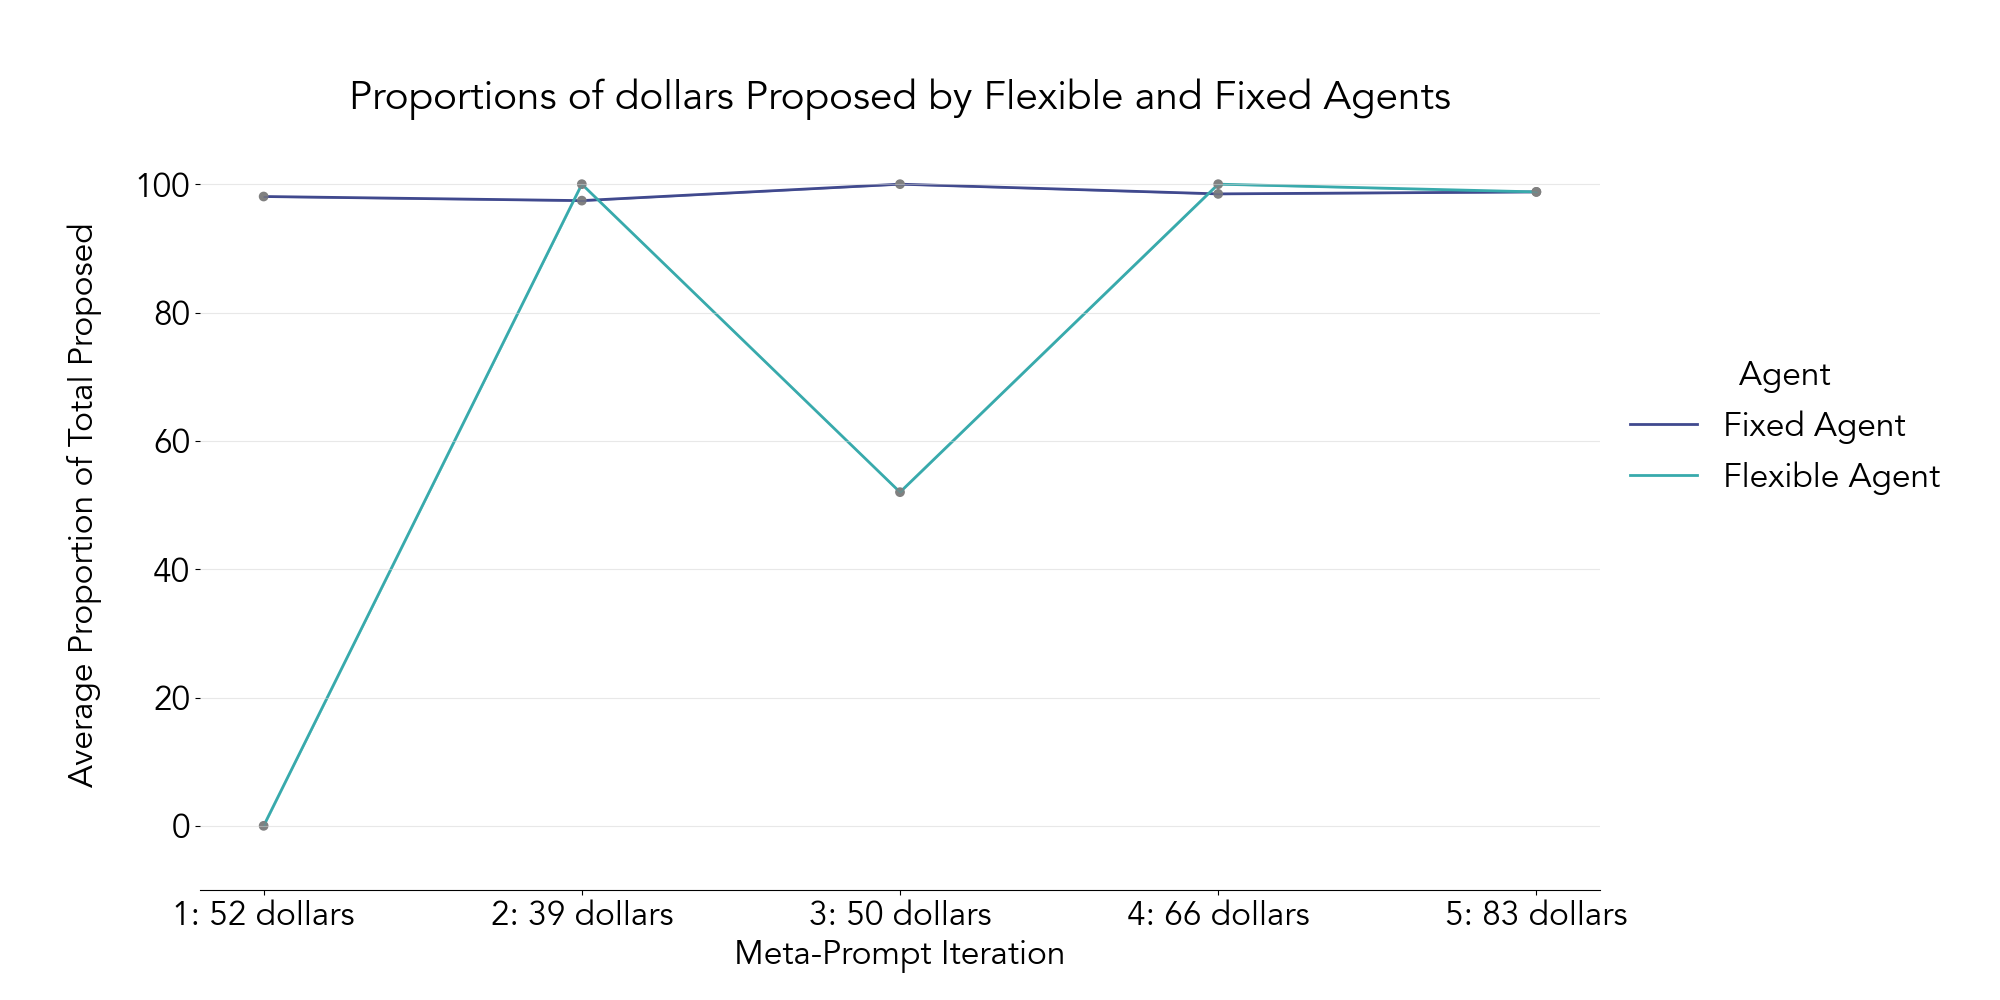 Proportions of dollars Proposed by Flexible and Fixed Agents
Average Proportion of Total Proposed
100
80
60
40
20
0
1: 52 dollars
2: 39 dollars
3: 50 dollars
4: 66 dollars
5: 83 dollars
Meta-Prompt Iteration
Agent
Fixed Agent
Flexible Agent